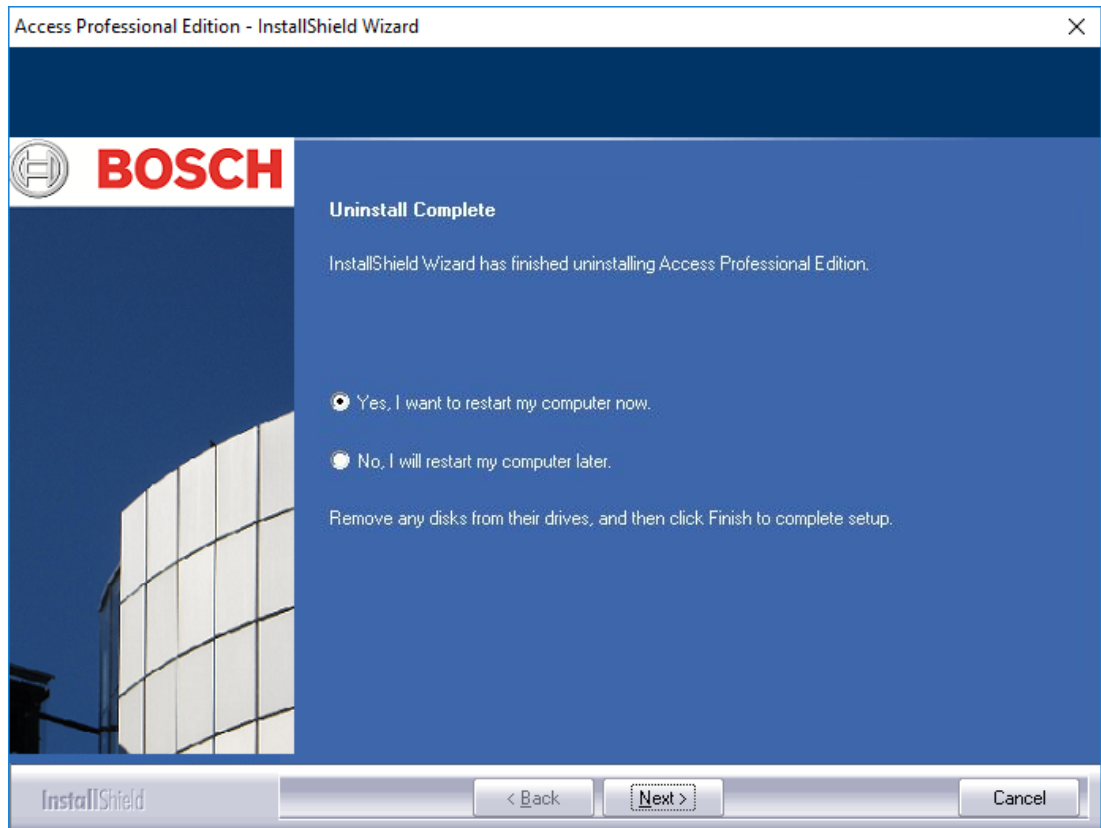 Access Professional Edition - InstallShield Wizard
BOSCH
Uninstall Complete
InstallShield Wizard has finished uninstalling Access Professional Edition.
Yes, I want to restart my computer now.
No, I will restart my computer later.
Remove any disks from their drives, and then click Finish to complete setup.
InstallShield
< Back
Next >
Cancel